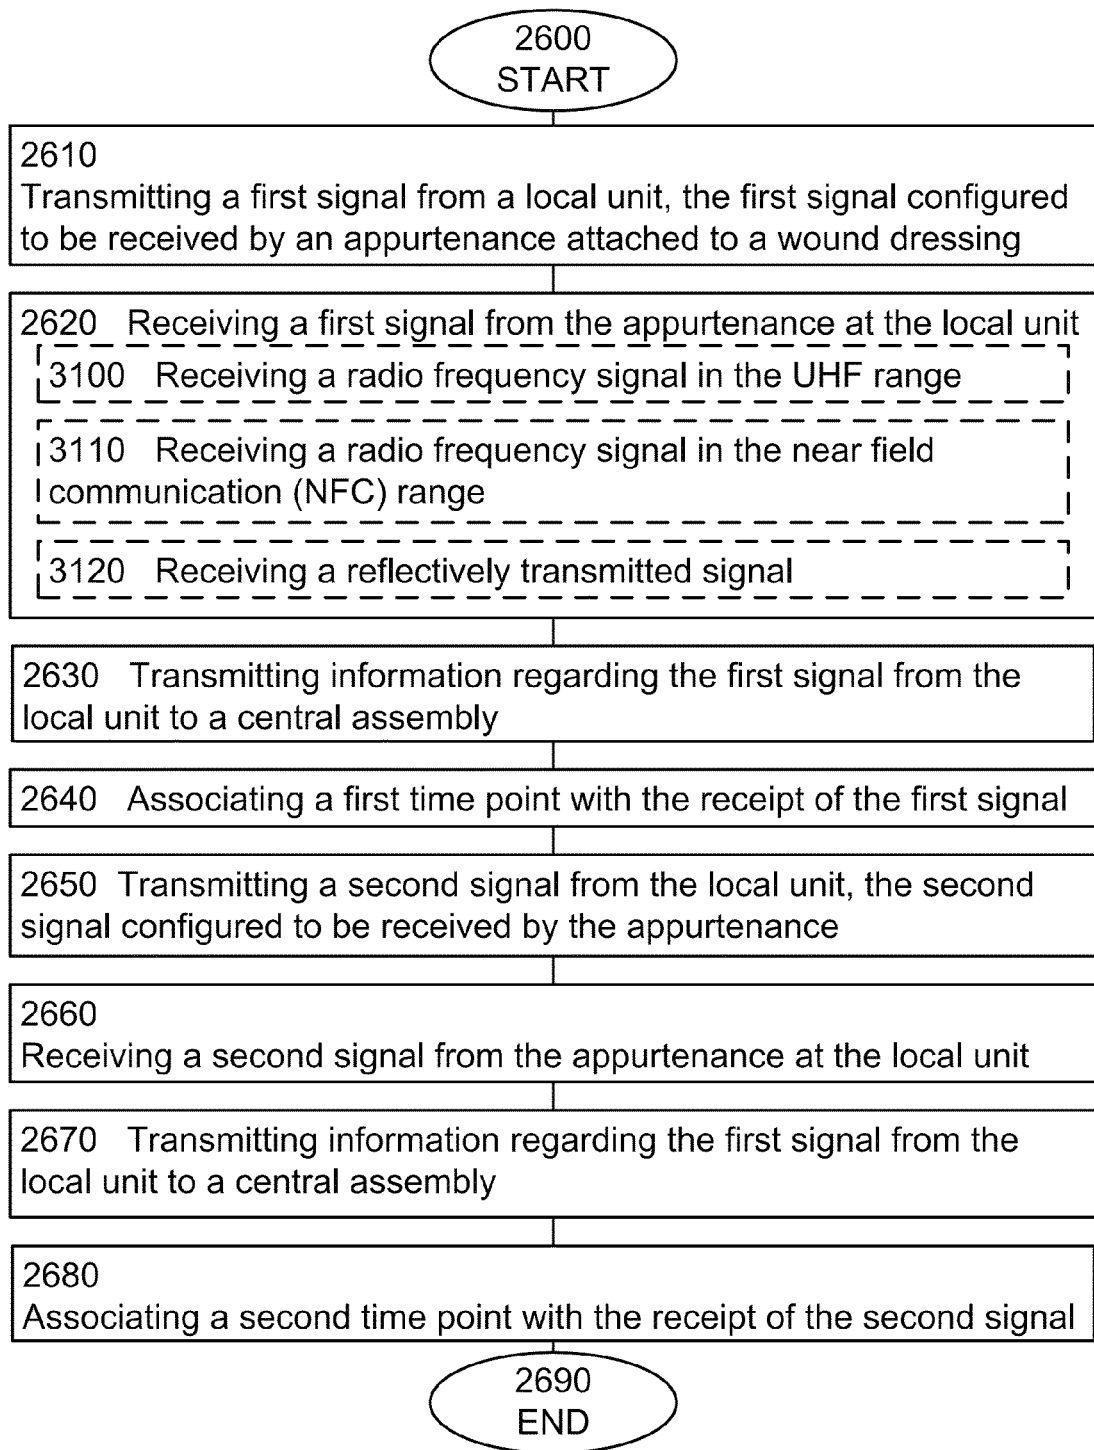 2600
START
2610
Transmitting a first signal from a local unit, the first signal configured
to be received by an appurtenance attached to a wound dressing
2620 Receiving a first signal from the appurtenance at the local unit
3100 Receiving a radio frequency signal in the UHF range
3110 Receiving a radio frequency signal in the near field
communication (NFC) range
3120 Receiving a reflectively transmitted signal
2630 Transmitting information regarding the first signal from the
local unit to a central assembly
2640 Associating a first time point with the receipt of the first signal
2650 Transmitting a second signal from the local unit, the second
signal configured to be received by the appurtenance
2660
Receiving a second signal from the appurtenance at the local unit
2670 Transmitting information regarding the first signal from the
local unit to a central assembly
2680
Associating a second time point with the receipt of the second signal
2690
END